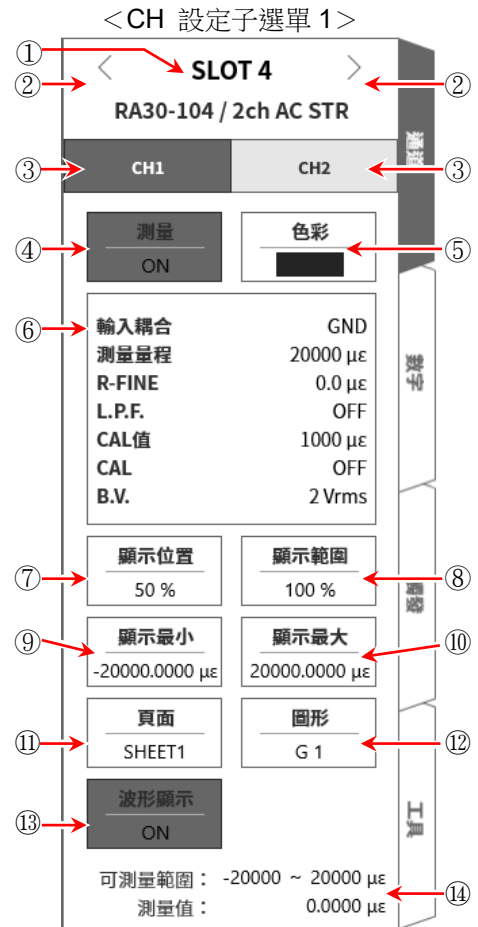 ＜CH 設定子選單 1＞
①
SLOT 4
② < > ②
RA30-104 / 2ch AC STR
通道
③ CH1 CH2 ③
④ 測量 色彩 ⑤
ON
⑥ 輸入耦合 GND
測量量程 20000 με
數字
R-FINE 0.0 με
L.P.F. OFF
CAL值 1000 με
CAL OFF
B.V. 2 Vrms
顯示位置 顯示範圍
⑦ 50 % 100 % ⑧
觸發
⑨ 顯示最小 顯示最大 ⑩
-20000.0000 με 20000.0000 με
頁面 圖形
⑪ SHEET1 G 1 ⑫
波形顯示
⑬ ON
工具
可測量範圍： -20000 ~ 20000 με
⑭
測量值： 0.0000 με